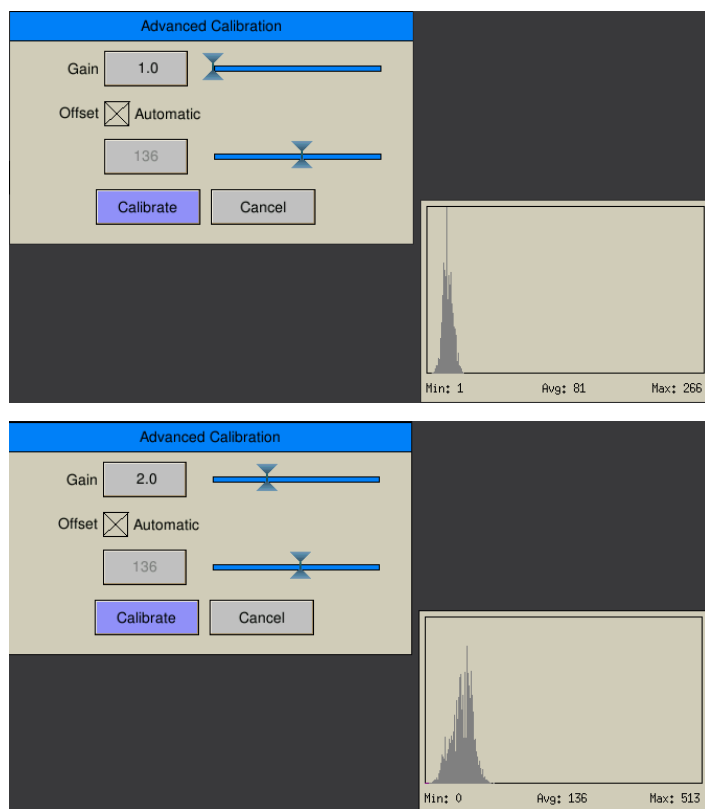 Advanced Calibration
Gain 1.0
Offset Automatic
136
Calibrate Cancel
Min: 1 Avg: 81 Max: 266
Advanced Calibration
Gain 2.0
Offset Automatic
136
Calibrate Cancel
Min: 0 Avg: 136 Max: 513